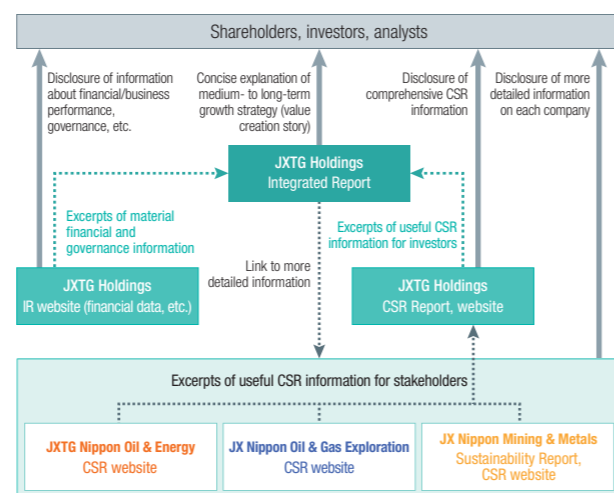 Shareholders, investors, analysts
Disclosure of information
about financial/business
performance,
governance, etc.
Concise explanation of
medium- to long-term
growth strategy (value
creation story)
Disclosure of
comprehensive CSR
information
Disclosure of more
detailed information
on each company
JXTG Holdings
Integrated Report
Excerpts of material
financial and
governance information
Excerpts of useful CSR
information for investors
Link to more
detailed information
JXTG Holdings
IR website (financial data, etc.)
JXTG Holdings
CSR Report, website
Excerpts of useful CSR information for stakeholders
JXTG Nippon Oil & Energy
CSR website
JX Nippon Oil & Gas Exploration
CSR website
JX Nippon Mining & Metals
Sustainability Report,
CSR website